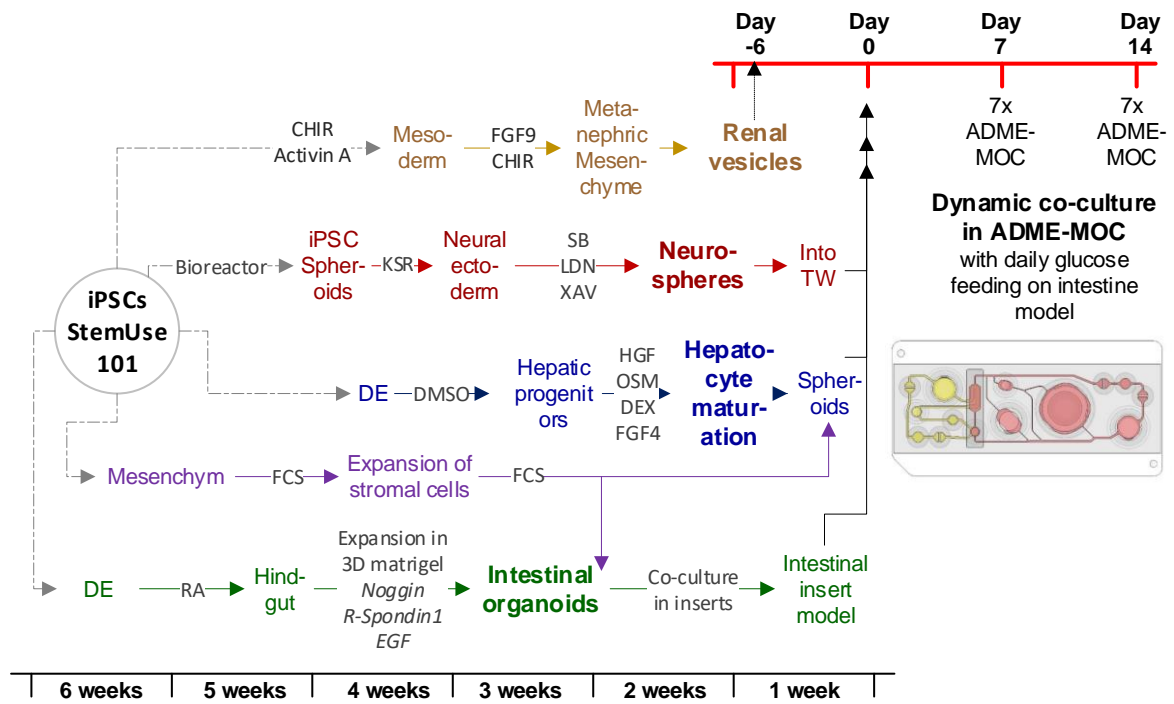 Day Day Day Day
-6 0 7 14
7x 7x
ADME- ADME-
MOC MOC
CHIR
Activin A
Meso-
derm
FGF9
CHIR
Meta-
nephric
Mesen-
chyme
Renal
vesicles
Dynamic co-culture
in ADME-MOC
with daily glucose
feeding on intestine
model
Bioreactor
iPSC
Spher-
oids
KSR
Neural
ecto-
derm
SB
LDN
XAV
Neuro-
spheres
Into
TW
iPSCs
StemUse
101
DE
DMSO
Hepatic
progenit
ors
HGF
OSM
DEX
FGF4
Hepato-
cyte
matur-
ation
Spher-
oids
Mesenchym
FCS
Expansion of
stromal cells
FCS
DE
RA
Hind-
gut
Expansion in
3D matrigel
Noggin
R-Spondin1
EGF
Intestinal
organoids
Co-culture
in inserts
Intestinal
insert
model
6 weeks 5 weeks 4 weeks 3 weeks 2 weeks 1 week